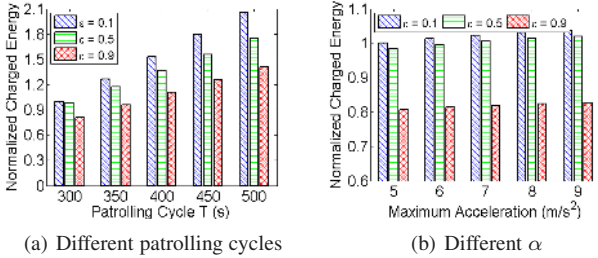 Normalized Charged Energy
2.1
1.8
1.5
1.2
0.9
0.6
0.3
0
ε = 0.1
ε = 0.5
ε = 0.9
300 350 400 450 500
Patrolling Cycle T (s)
(a) Different patrolling cycles
Normalized Charged Energy
1.1
1.0
0.9
0.8
0.7
0.6
ε = 0.1 ε = 0.5 ε = 0.9
5 6 7 8 9
Maximum Acceleration (m/s²)
(b) Different α